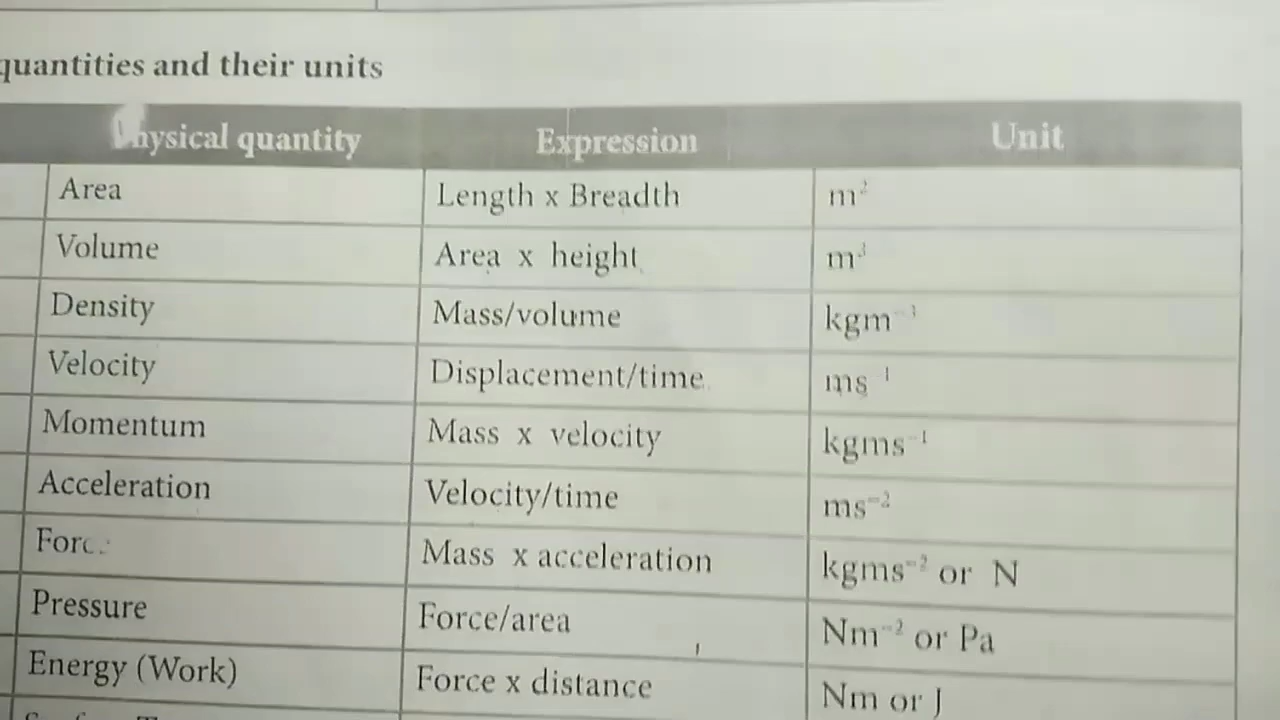 quantities and their units
Physical quantity Expression Unit
Area Length x Breadth m²
Volume Area x height m³
Density Mass/volume kgm⁻³
Velocity Displacement/time ms⁻¹
Momentum Mass x velocity kgms⁻¹
Acceleration Velocity/time ms⁻²
Force Mass x acceleration kgms⁻² or N
Pressure Force/area Nm⁻² or Pa
Energy (Work) Force x distance Nm or J